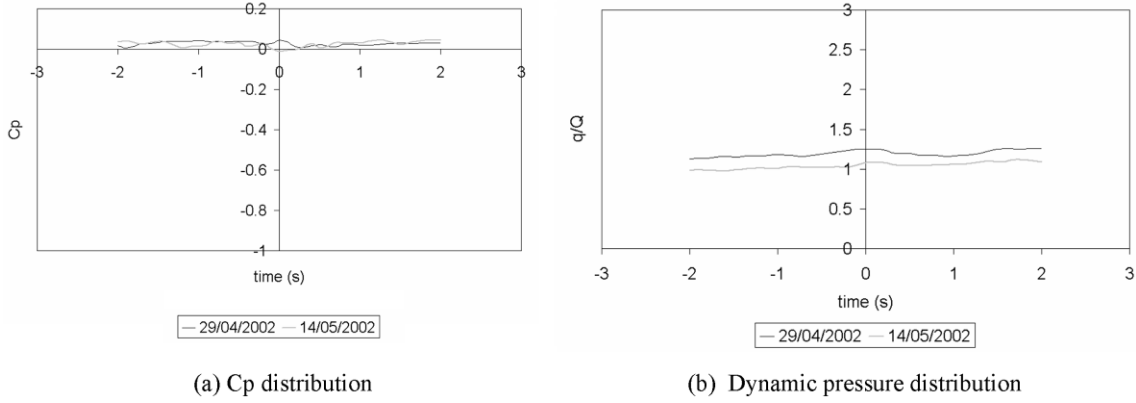 0.2
0
-3 -2 -1 0 1 2 3
-0.2
-0.4
-0.6
-0.8
-1
Cp
time (s)
29/04/2002 14/05/2002
(a) Cp distribution
3
2.5
2
1.5
1
0.5
0
q/Q
-3 -2 -1 0 1 2 3
time (s)
29/04/2002 14/05/2002
(b) Dynamic pressure distribution